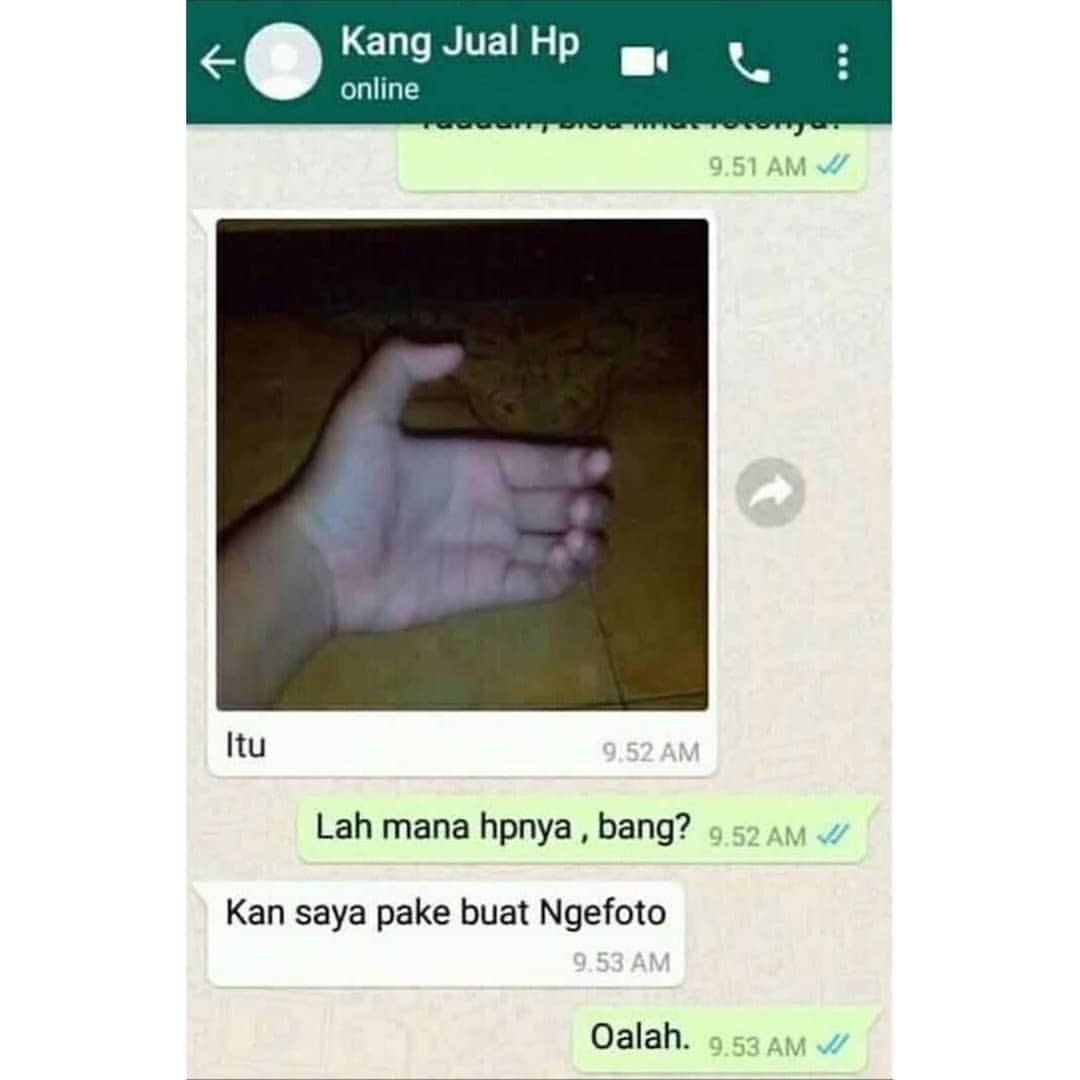 Kang Jual Hp
online
9.51 AM
Itu
9.52 AM
Lah mana hpnya , bang? 9.52 AM
Kan saya pake buat Ngefoto
9.53 AM
Oalah. 9.53 AM